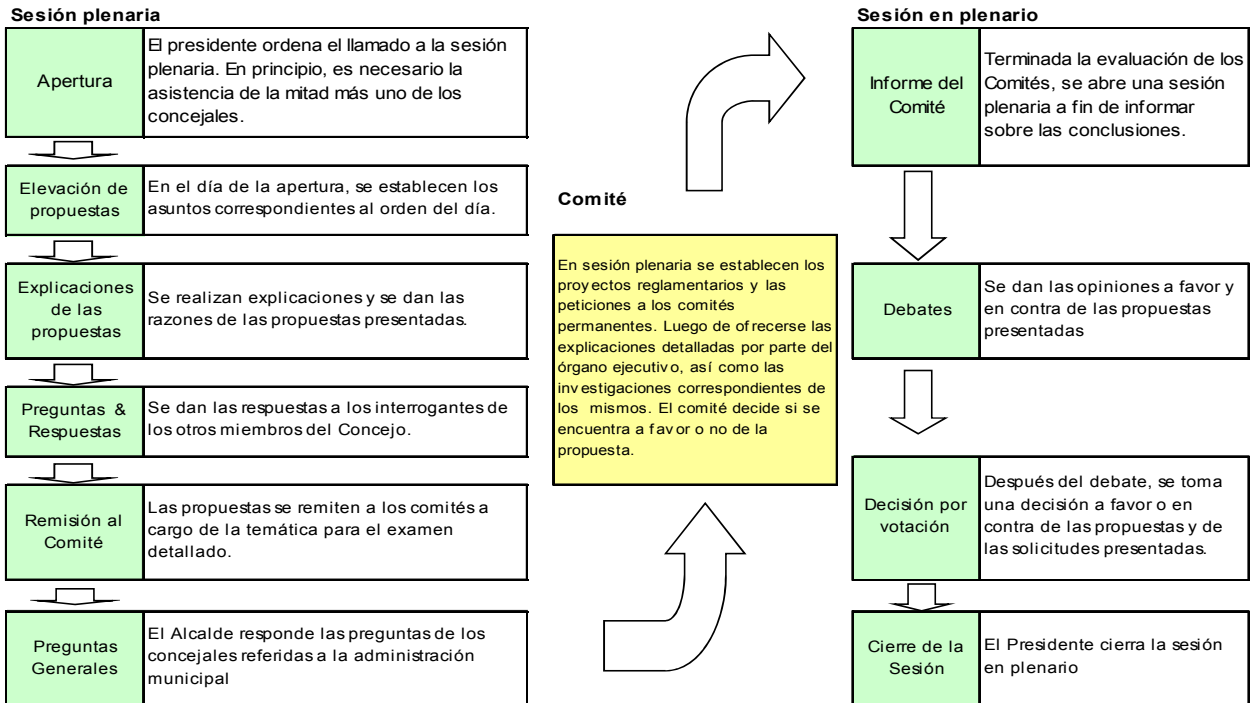 Sesión plenaria
Apertura
El presidente ordena el llamado a la sesión
plenaria. En principio, es necesario la
asistencia de la mitad más uno de los
concejales.
Elevación de
propuestas
En el día de la apertura, se establecen los
asuntos correspondientes al orden del día.
Explicaciones
de las
propuestas
Se realizan explicaciones y se dan las
razones de las propuestas presentadas.
Preguntas &
Respuestas
Se dan las respuestas a los interrogantes de
los otros miembros del Concejo.
Remisión al
Comité
Las propuestas se remiten a los comités a
cargo de la temática para el examen
detallado.
Preguntas
Generales
El Alcalde responde las preguntas de los
concejales referidas a la administración
municipal
Comité
En sesión plenaria se establecen los
proyectos reglamentarios y las
peticiones a los comités
permanentes. Luego de ofrecerse las
explicaciones detalladas por parte del
órgano ejecutivo, así como las
investigaciones correspondientes de
los mismos. El comité decide si se
encuentra a favor o no de la
propuesta.
Sesión en plenario
Informe del
Comité
Terminada la evaluación de los
Comités, se abre una sesión
plenaria a fin de informar
sobre las conclusiones.
Debates
Se dan las opiniones a favor y
en contra de las propuestas
presentadas
Decisión por
votación
Después del debate, se toma
una decisión a favor o en
contra de las propuestas y de
las solicitudes presentadas.
Cierre de la
Sesión
El Presidente cierra la sesión
en plenario